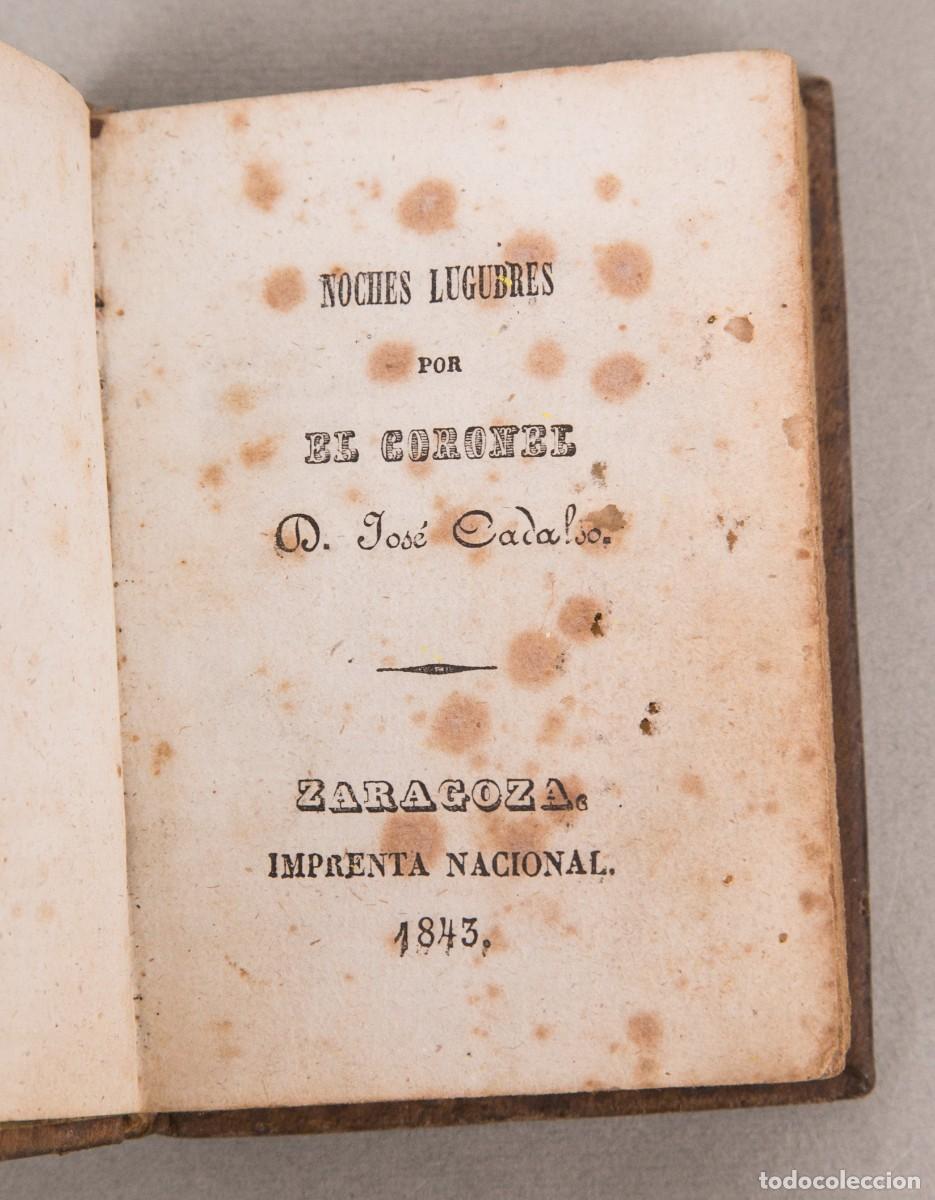 NOCHES LUGUBRES
POR
EL CORONEL
D. José Cadalso.
ZARAGOZA.
IMPRENTA NACIONAL.
1843.
todocoleccion